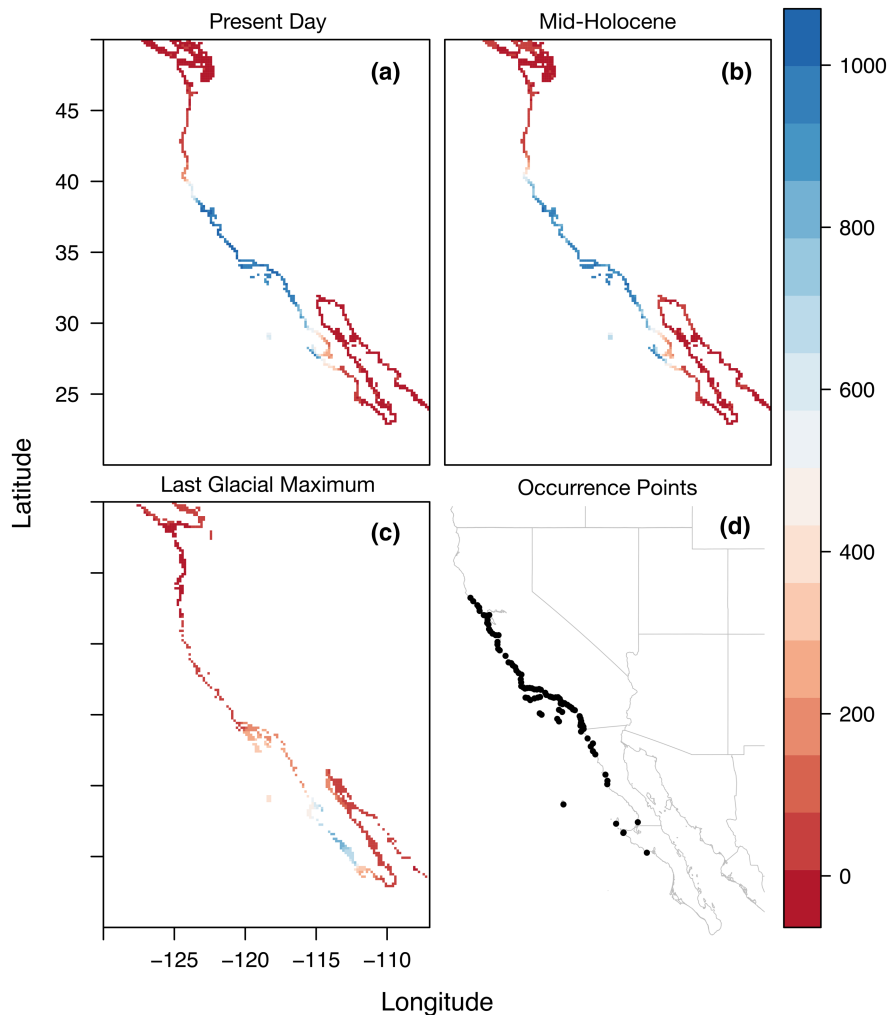 Present Day
Mid-Holocene
(a)
(b)
45
40
35
30
25
1000
800
600
400
200
0
Latitude
Last Glacial Maximum
Occurrence Points
(c)
(d)
−125
−120
−115
−110
Longitude